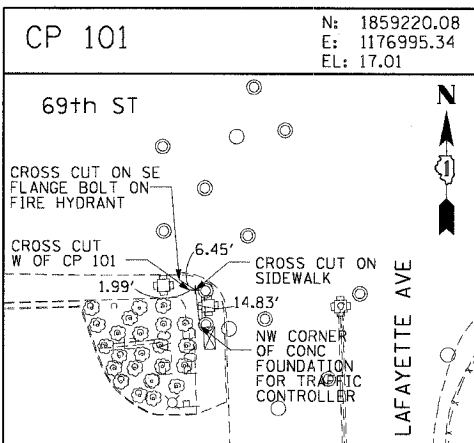 CP 101
N: 1859220.08
E: 1176995.34
EL: 17.01
69th ST
N
1
CROSS CUT ON SE
FLANGE BOLT ON
FIRE HYDRANT
CROSS CUT
W OF CP 101
6.45'
CROSS CUT ON
SIDEWALK
1.99'
14.83'
NW CORNER
OF CONC
FOUNDATION
FOR TRAFFIC
CONTROLLER
LAFAYETTE AVE